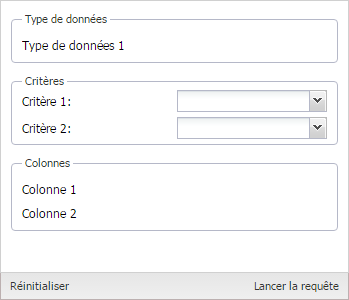 Type de données
Type de données 1
Critères
Critère 1:
Critère 2:
Colonnes
Colonne 1
Colonne 2
Réinitialiser Lancer la requête